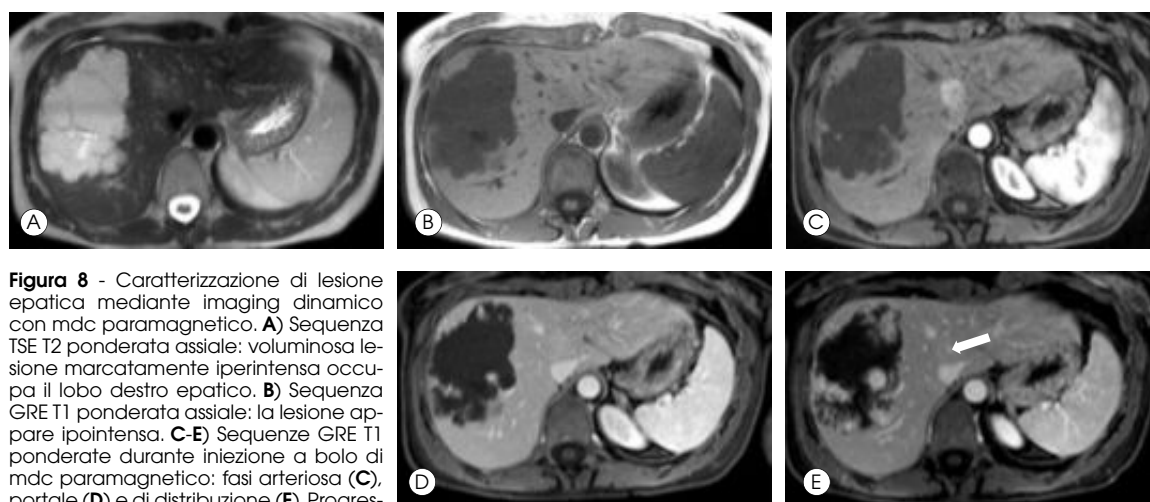 A
B
C
Figura 8 - Caratterizzazione di lesione
epatica mediante imaging dinamico
con mdc paramagnetico. A) Sequenza
TSE T2 ponderata assiale: voluminosa le-
sione marcatamente iperintensa occu-
pa il lobo destro epatico. B) Sequenza
GRE T1 ponderata assiale: la lesione ap-
pare ipointensa. C-E) Sequenze GRE T1
ponderate durante iniezione a bolo di
mdc paramagnetico: fasi arteriosa (C),
portale (D) e di distribuzione (E). Progres-
D
E